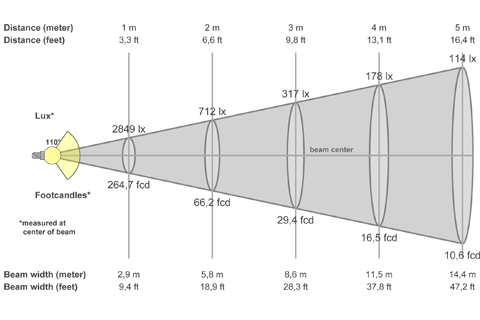 Distance (meter) 1 m 2 m 3 m 4 m 5 m
Distance (feet) 3,3 ft 6,6 ft 9,8 ft 13,1 ft 16,4 ft
114 lx
178 lx
317 lx
712 lx
Lux*
2849 lx
110°
beam center
264,7 fcd
Footcandles*
66,2 fcd
29,4 fcd
*measured at
center of beam
16,5 fcd
10,6 fcd
Beam width (meter) 2,9 m 5,8 m 8,6 m 11,5 m 14,4 m
Beam width (feet) 9,4 ft 18,9 ft 28,3 ft 37,8 ft 47,2 ft